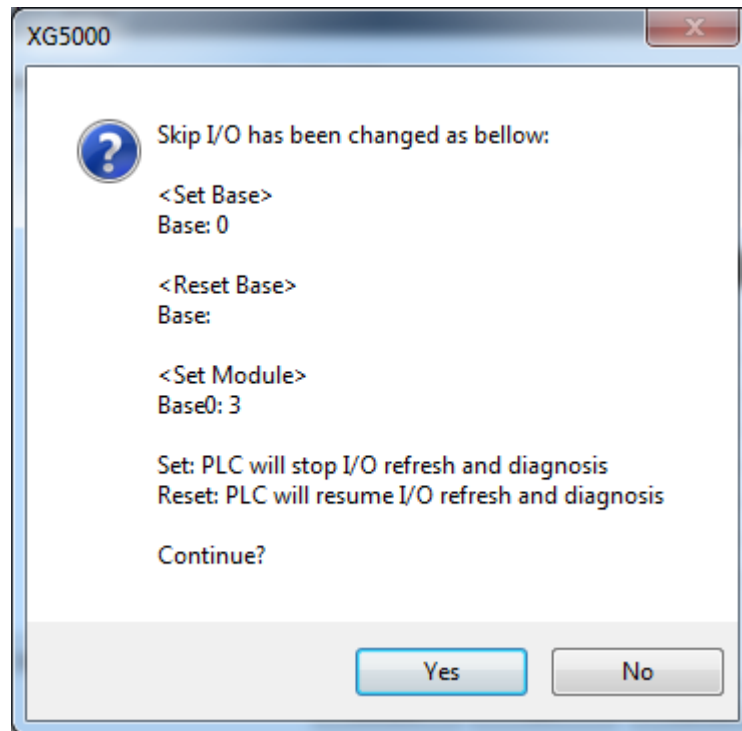 XG5000
Skip I/O has been changed as bellow:
<Set Base>
Base: 0
<Reset Base>
Base:
<Set Module>
Base0: 3
Set: PLC will stop I/O refresh and diagnosis
Reset: PLC will resume I/O refresh and diagnosis
Continue?
Yes
No